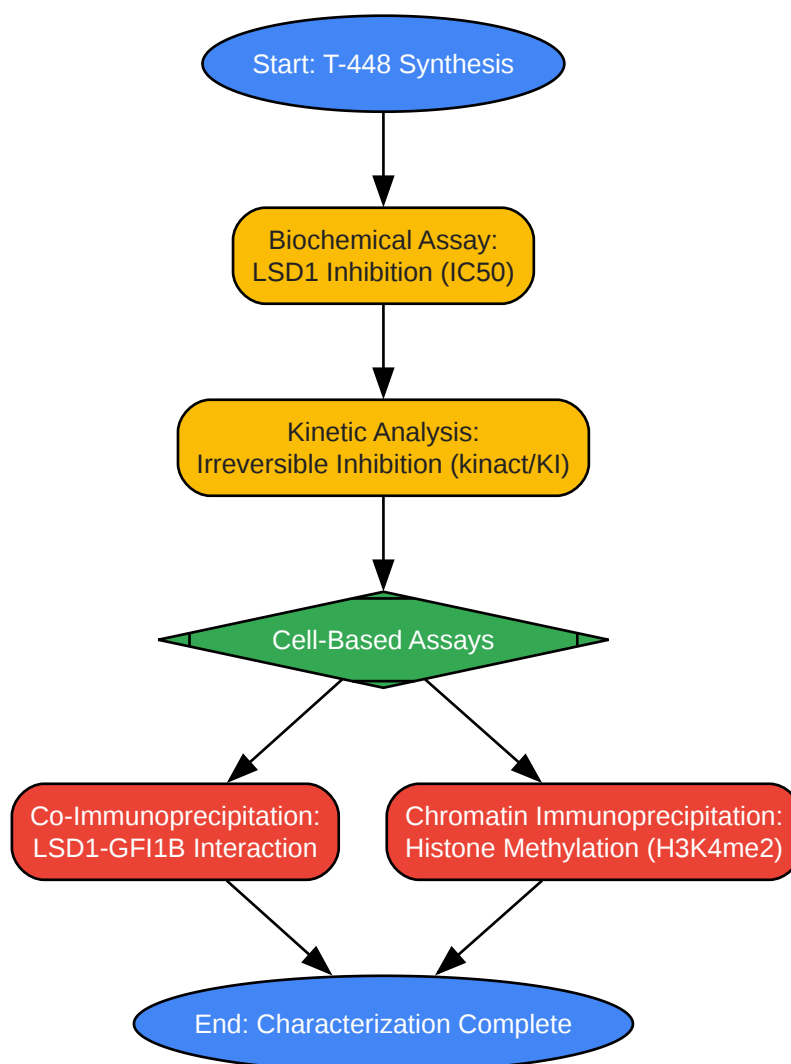 Start: T-448 Synthesis
Biochemical Assay:
LSD1 Inhibition (IC50)
Kinetic Analysis:
Irreversible Inhibition (kinact/KI)
Cell-Based Assays
Co-Immunoprecipitation:
LSD1-GFI1B Interaction
Chromatin Immunoprecipitation:
Histone Methylation (H3K4me2)
End: Characterization Complete